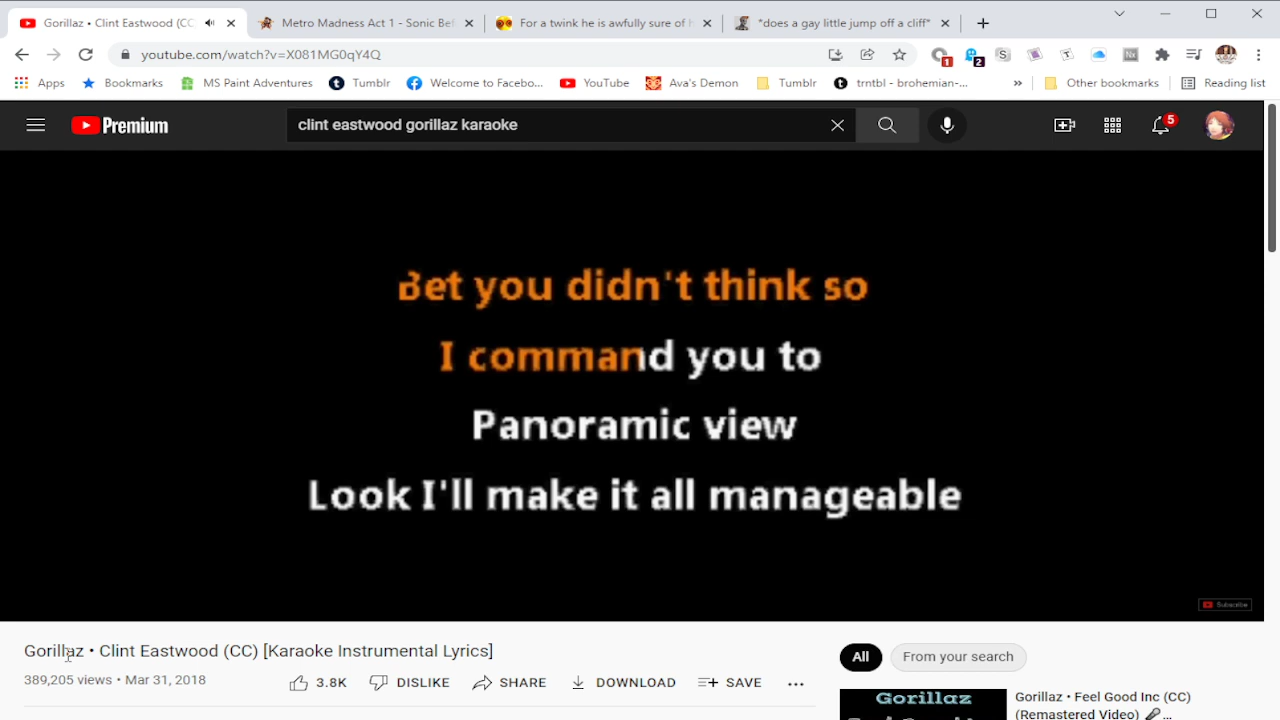 Gorillaz • Clint Eastwood (CC
Metro Madness Act 1 - Sonic Bel
For a twink he is awfully sure of h
*does a gay little jump off a cliff*
youtube.com/watch?v=X081MG0qY4Q
1
2
S
T
Nx
Apps
Bookmarks
MS Paint Adventures
Tumblr
Welcome to Facebo...
YouTube
Ava's Demon
Tumblr
trntbl - brohemian-...
»
Other bookmarks
Reading list
Premium
clint eastwood gorillaz karaoke
5
Bet you didn't think so
I command you to
Panoramic view
Look I'll make it all manageable
Subscribe
Gorillaz • Clint Eastwood (CC) [Karaoke Instrumental Lyrics]
389,205 views • Mar 31, 2018
3.8K
DISLIKE
SHARE
DOWNLOAD
SAVE
All
From your search
Gorillaz
Gorillaz • Feel Good Inc (CC)
(Remastered Video) 🎤...